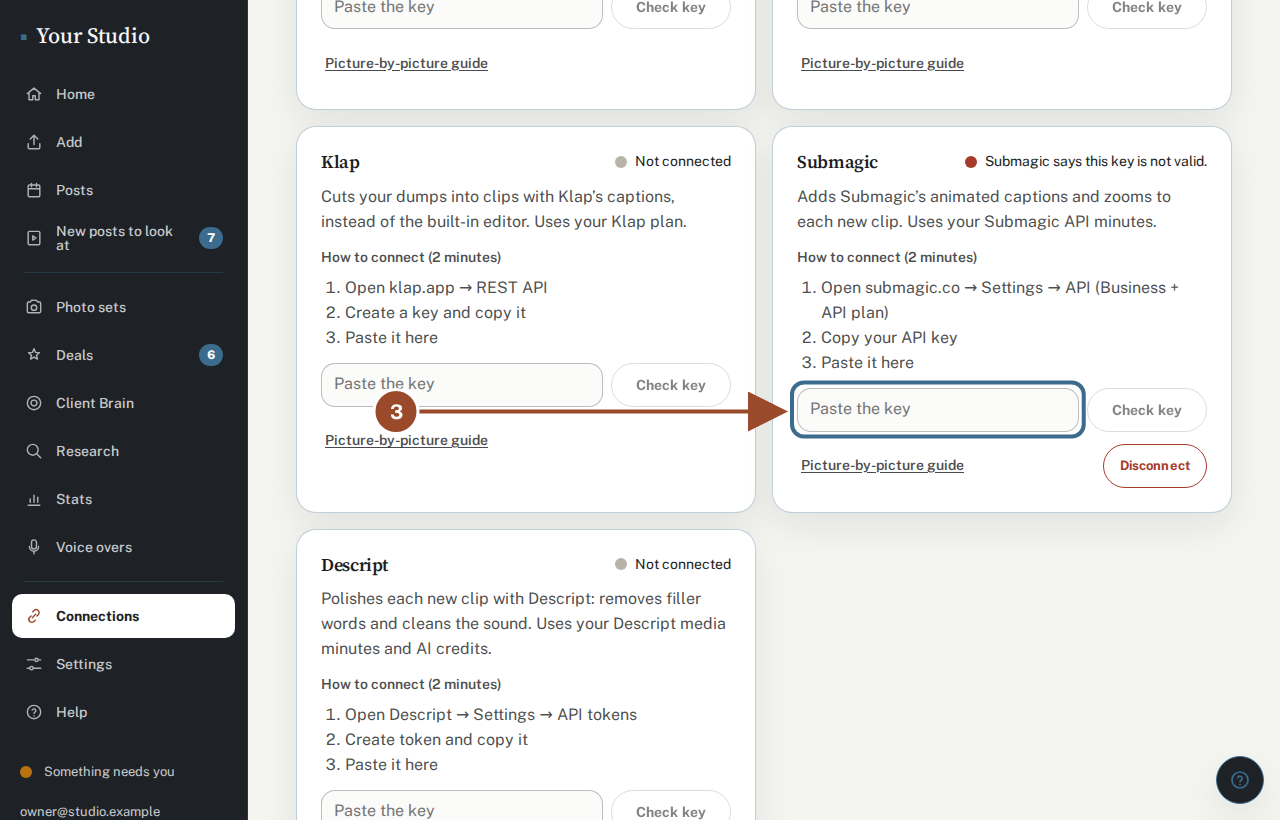 Your Studio
Home
Add
Posts
New posts to look
at
7
Photo sets
Deals
6
Client Brain
Research
Stats
Voice overs
Connections
Settings
Help
Something needs you
owner@studio.example
Paste the key
Check key
Picture-by-picture guide
Paste the key
Check key
Picture-by-picture guide
Klap
Not connected
Cuts your dumps into clips with Klap’s captions,
instead of the built-in editor. Uses your Klap plan.
How to connect (2 minutes)
1. Open klap.app → REST API
2. Create a key and copy it
3. Paste it here
Paste the key
Check key
3
Picture-by-picture guide
Submagic
Submagic says this key is not valid.
Adds Submagic’s animated captions and zooms to
each new clip. Uses your Submagic API minutes.
How to connect (2 minutes)
1. Open submagic.co → Settings → API (Business +
API plan)
2. Copy your API key
3. Paste it here
Paste the key
Check key
Picture-by-picture guide
Disconnect
Descript
Not connected
Polishes each new clip with Descript: removes filler
words and cleans the sound. Uses your Descript media
minutes and AI credits.
How to connect (2 minutes)
1. Open Descript → Settings → API tokens
2. Create token and copy it
3. Paste it here
Paste the key
Check key